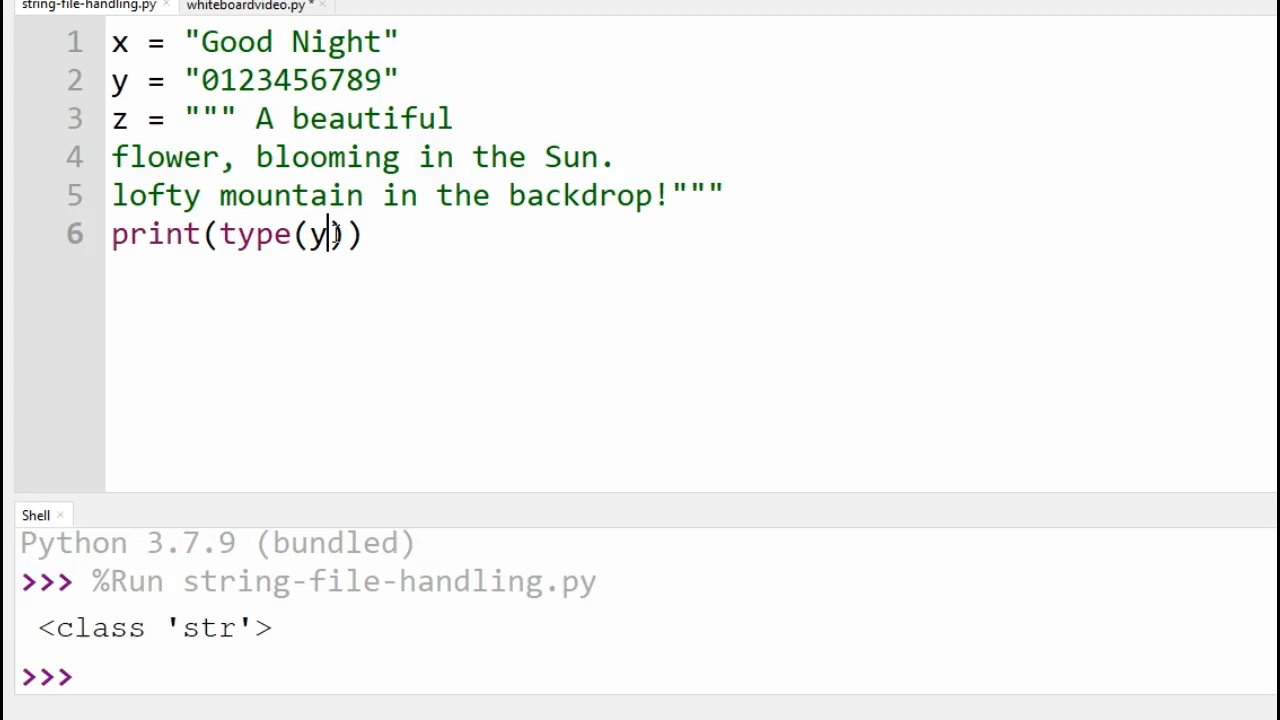 string-file-handling.py × whiteboardvideo.py * ×
1 x = "Good Night"
2 y = "0123456789"
3 z = """ A beautiful
4 flower, blooming in the Sun.
5 lofty mountain in the backdrop!"""
6 print(type(y))
Shell ×
Python 3.7.9 (bundled)
>>> %Run string-file-handling.py
<class 'str'>
>>>